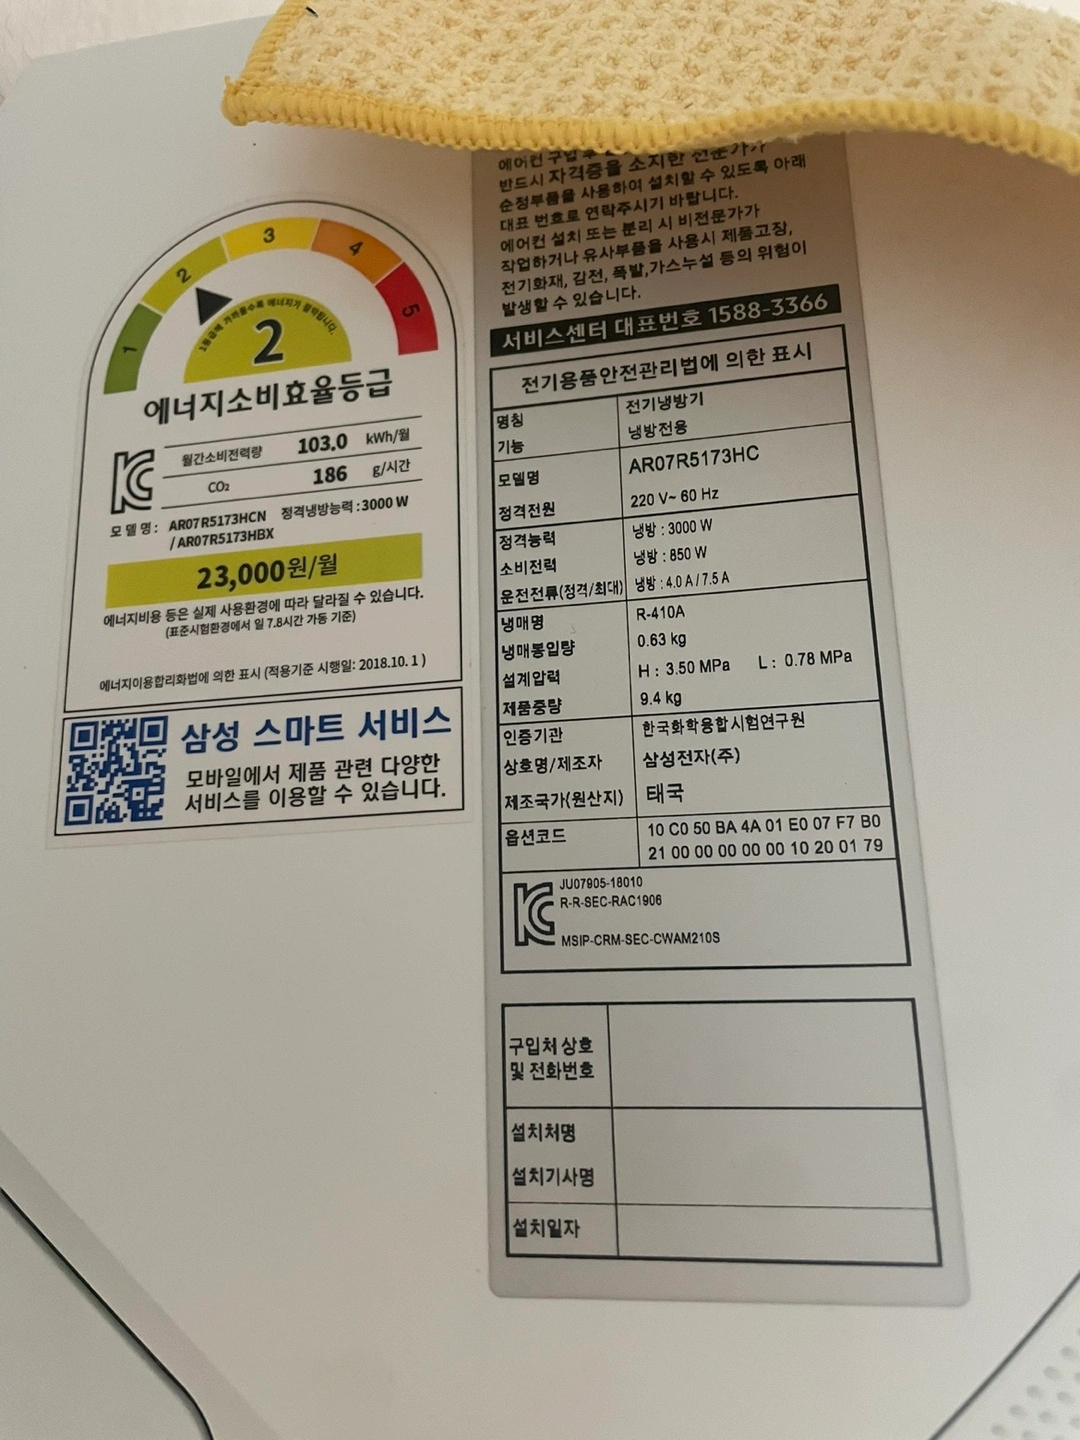 1
2
3
4
5
1등급에 가까울수록 에너지가 절약됩니다.
2
에너지소비효율등급
월간소비전력량 103.0 kWh/월
CO₂ 186 g/시간
모 델 명 : AR07R5173HCN 정격냉방능력 : 3000 W
/ AR07R5173HBX
23,000원/월
에너지비용 등은 실제 사용환경에 따라 달라질 수 있습니다.
(표준시험환경에서 일 7.8시간 가동 기준)
에너지이용합리화법에 의한 표시 (적용기준 시행일: 2018.10. 1 )
삼성 스마트 서비스
모바일에서 제품 관련 다양한
서비스를 이용할 수 있습니다.
에어컨 구입 후
반드시 자격증을 소지한 전문가가
순정부품을 사용하여 설치할 수 있도록 아래
대표 번호로 연락주시기 바랍니다.
에어컨 설치 또는 분리 시 비전문가가
작업하거나 유사부품을 사용시 제품고장,
전기화재, 감전, 폭발,가스누설 등의 위험이
발생할 수 있습니다.
서비스센터 대표번호 1588-3366
전기용품안전관리법에 의한 표시
명칭 전기냉방기
기능 냉방전용
모델명 AR07R5173HC
정격전원 220 V~ 60 Hz
정격능력 냉방 : 3000 W
소비전력 냉방 : 850 W
운전전류(정격/최대) 냉방 : 4.0 A / 7.5 A
냉매명 R-410A
냉매봉입량 0.63 kg
설계압력 H : 3.50 MPa L : 0.78 MPa
제품중량 9.4 kg
인증기관 한국화학융합시험연구원
상호명/제조자 삼성전자(주)
제조국가(원산지) 태국
옵션코드 10 C0 50 BA 4A 01 E0 07 F7 B0
21 00 00 00 00 00 10 20 01 79
JU07905-18010
R-R-SEC-RAC1906
MSIP-CRM-SEC-CWAM210S
구입처 상호
및 전화번호
설치처명
설치기사명
설치일자